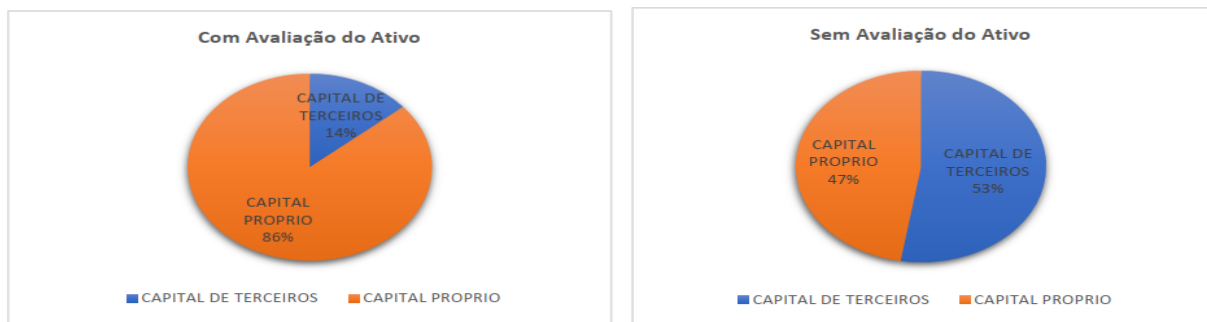 Com Avaliação do Ativo
CAPITAL DE
TERCEIROS
14%
CAPITAL
PROPRIO
86%
CAPITAL DE TERCEIROS CAPITAL PROPRIO
Sem Avaliação do Ativo
CAPITAL
PROPRIO
47%
CAPITAL DE
TERCEIROS
53%
CAPITAL DE TERCEIROS CAPITAL PROPRIO